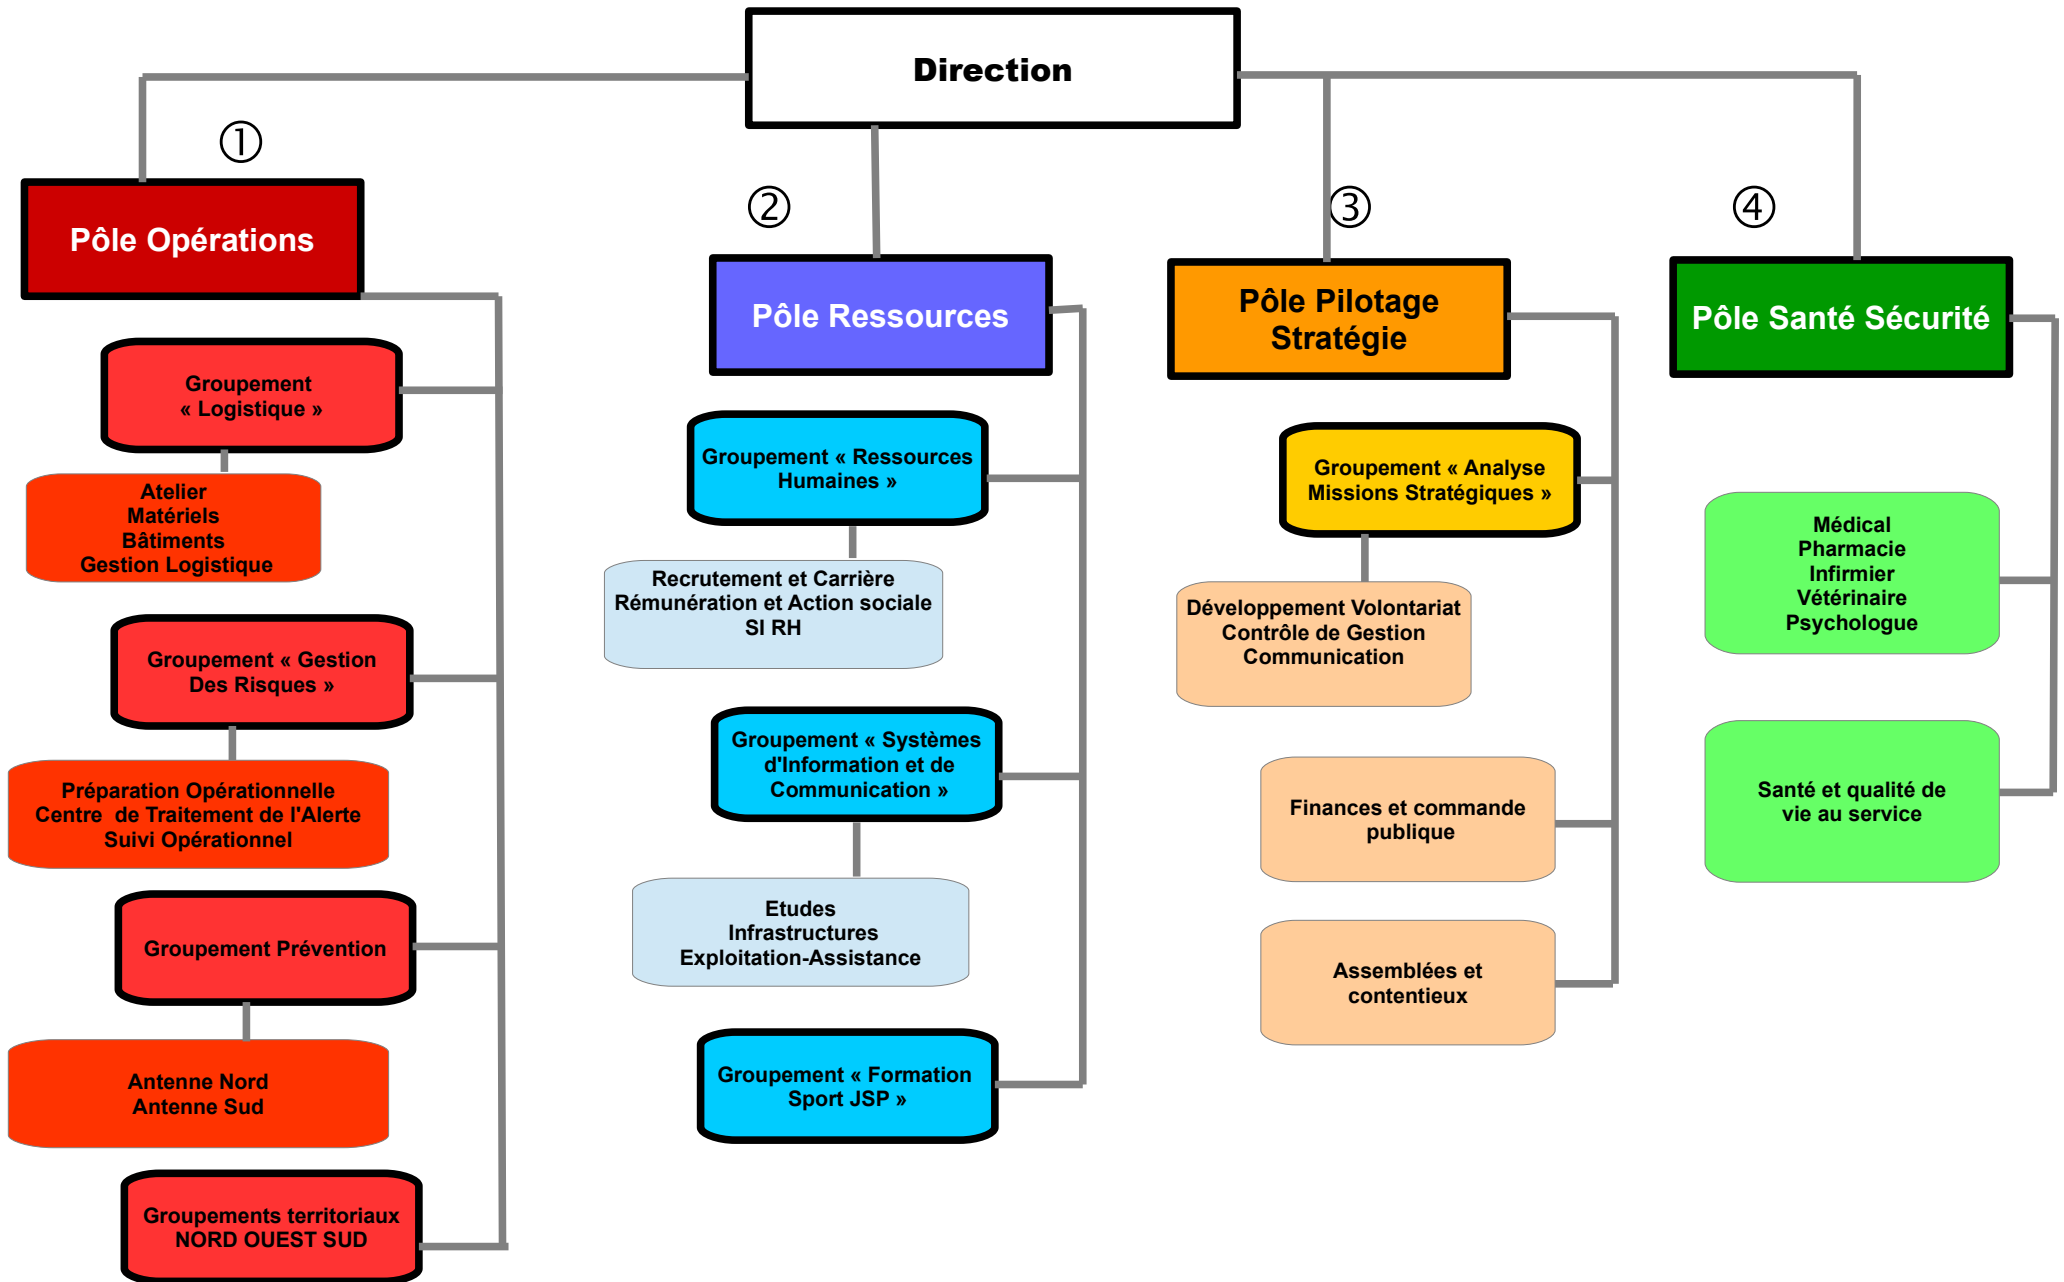 Direction
①
Pôle Opérations
Groupement
« Logistique »
Atelier
Matériels
Bâtiments
Gestion Logistique
Groupement « Gestion
Des Risques »
Préparation Opérationnelle
Centre  de Traitement de l'Alerte
Suivi Opérationnel
Groupement Prévention
Antenne Nord
Antenne Sud
Groupements territoriaux
NORD OUEST SUD
②
Pôle Ressources
Groupement « Ressources
Humaines »
Recrutement et Carrière
Rémunération et Action sociale
SI RH
Groupement « Systèmes
d'Information et de
Communication »
Etudes
Infrastructures
Exploitation-Assistance
Groupement « Formation
Sport JSP »
③
Pôle Pilotage
Stratégie
Groupement « Analyse
Missions Stratégiques »
Développement Volontariat
Contrôle de Gestion
Communication
Finances et commande
publique
Assemblées et
contentieux
④
Pôle Santé Sécurité
Médical
Pharmacie
Infirmier
Vétérinaire
Psychologue
Santé et qualité de
vie au service